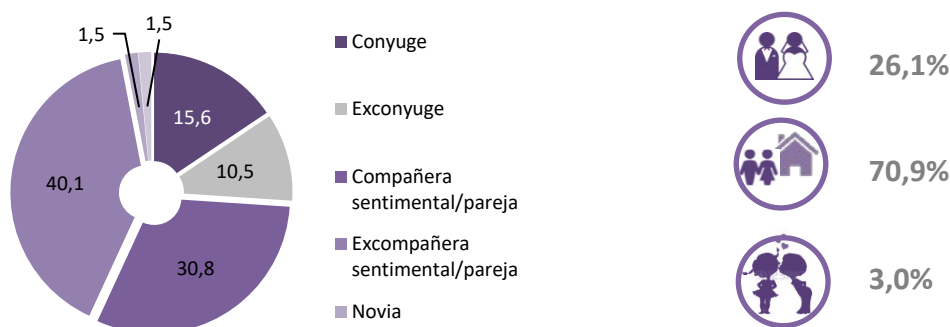 1,5
1,5
15,6
10,5
30,8
40,1
Conyuge
Exconyuge
Compañera
sentimental/pareja
Excompañera
sentimental/pareja
Novia
26,1%
70,9%
3,0%